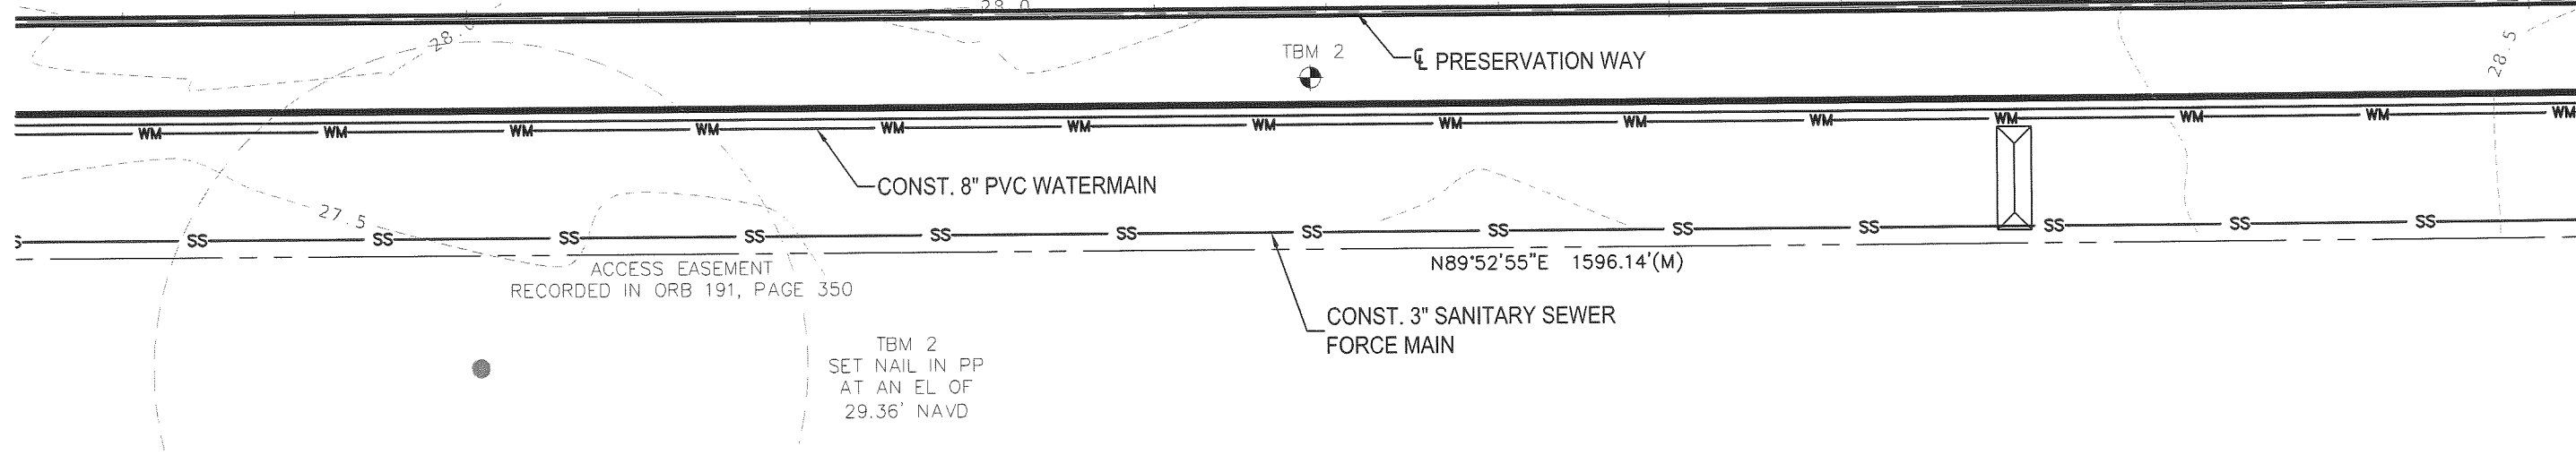 28.0
28.0
TBM 2
℄ PRESERVATION WAY
28.5
WM WM WM WM WM WM WM WM WM WM WM WM WM WM
CONST. 8" PVC WATERMAIN
27.5
SS SS SS SS SS SS SS SS SS SS SS SS SS SS
ACCESS EASEMENT
RECORDED IN ORB 191, PAGE 350
N89°52'55"E 1596.14'(M)
CONST. 3" SANITARY SEWER
FORCE MAIN
TBM 2
SET NAIL IN PP
AT AN EL OF
29.36' NAVD